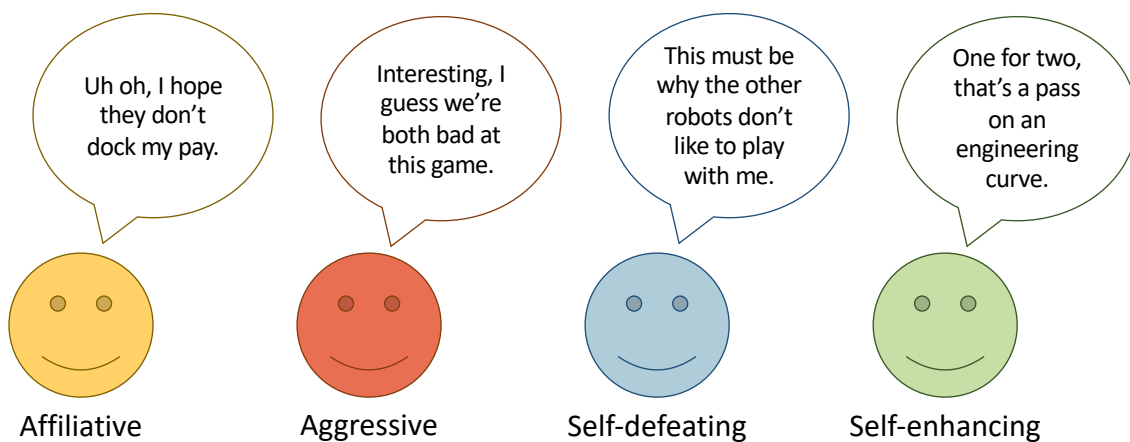 Uh oh, I hope
they don’t
dock my pay.
Interesting, I
guess we’re
both bad at
this game.
This must be
why the other
robots don’t
like to play
with me.
One for two,
that’s a pass
on an
engineering
curve.
Affiliative
Aggressive
Self-defeating
Self-enhancing